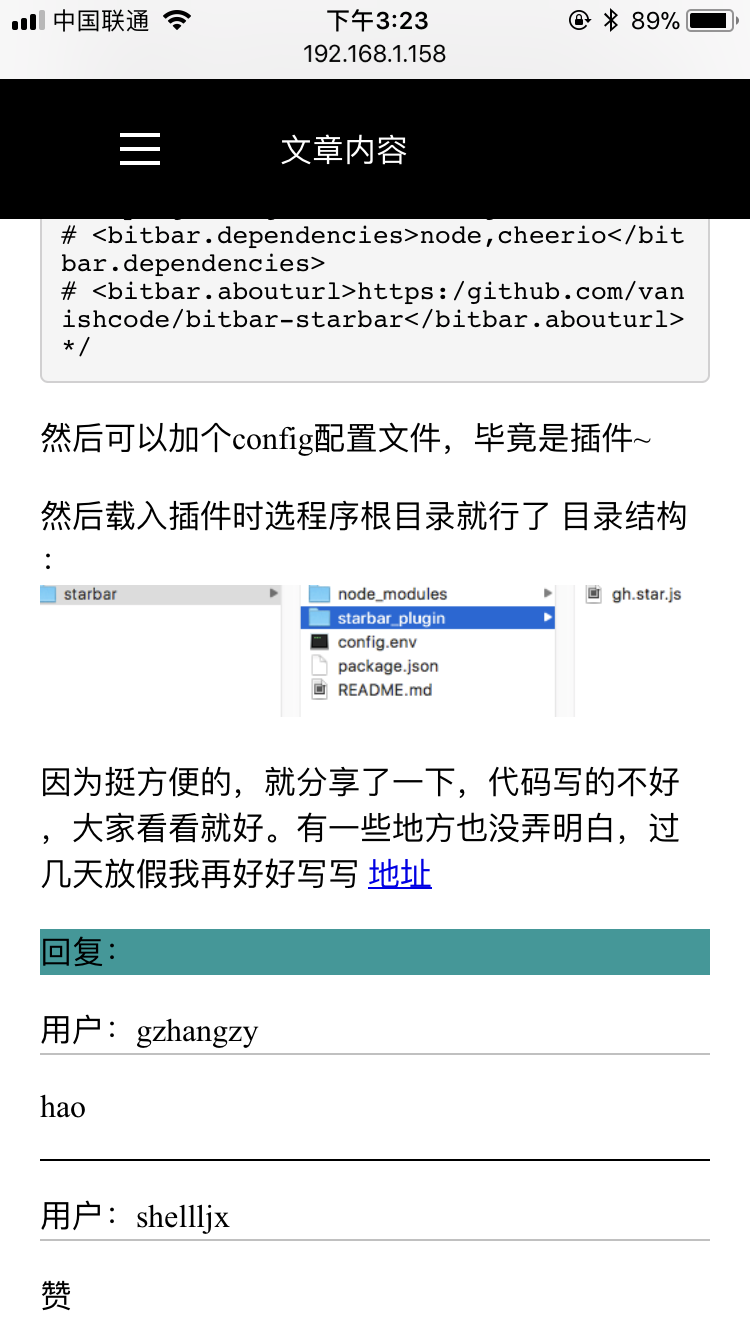 中国联通 下午3:23 89%
192.168.1.158
文章内容
# <bitbar.dependencies>node,cheerio</bit
bar.dependencies>
# <bitbar.abouturl>https:/github.com/van
ishcode/bitbar-starbar</bitbar.abouturl>
*/
然后可以加个config配置文件，毕竟是插件~
然后载入插件时选程序根目录就行了 目录结构
：
starbar node_modules gh.star.js
starbar_plugin
config.env
package.json
README.md
因为挺方便的，就分享了一下，代码写的不好
，大家看看就好。有一些地方也没弄明白，过
几天放假我再好好写写 地址
回复：
用户：gzhangzy
hao
用户：shellljx
赞